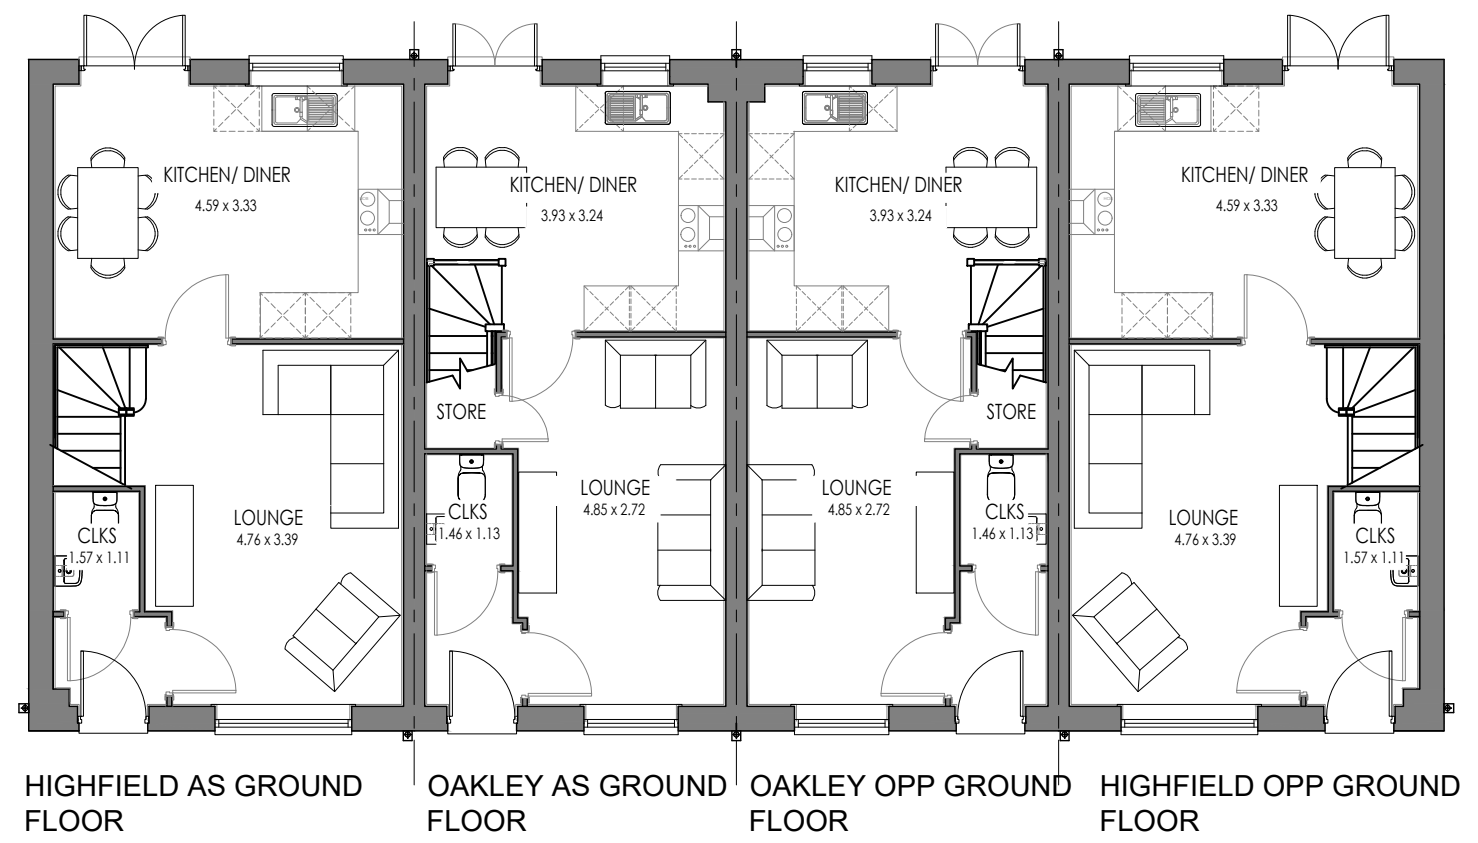 KITCHEN/ DINER
4.59 x 3.33
KITCHEN/ DINER
3.93 x 3.24
KITCHEN/ DINER
3.93 x 3.24
KITCHEN/ DINER
4.59 x 3.33
STORE
STORE
LOUNGE
4.76 x 3.39
LOUNGE
4.85 x 2.72
LOUNGE
4.85 x 2.72
LOUNGE
4.76 x 3.39
CLKS
1.57 x 1.11
CLKS
1.46 x 1.13
CLKS
1.46 x 1.13
CLKS
1.57 x 1.11
HIGHFIELD AS GROUND
FLOOR
OAKLEY AS GROUND
FLOOR
OAKLEY OPP GROUND
FLOOR
HIGHFIELD OPP GROUND
FLOOR